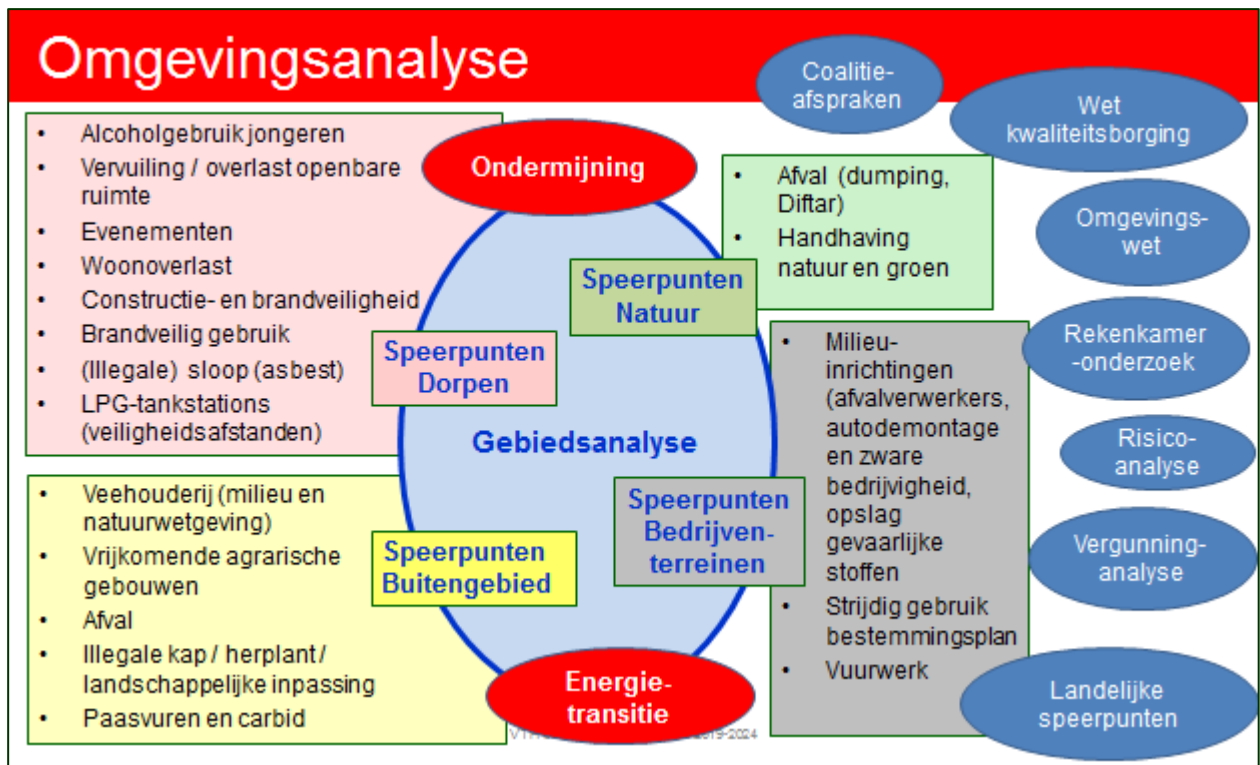 Omgevingsanalyse
Coalitie-
afspraken
Wet
kwaliteitsborging
Omgevings-
wet
Rekenkamer
-onderzoek
Risico-
analyse
Vergunning-
analyse
Landelijke
speerpunten
Ondermijning
• Alcoholgebruik jongeren
• Vervuiling / overlast openbare
ruimte
• Evenementen
• Woonoverlast
• Constructie- en brandveiligheid
• Brandveilig gebruik
• (Illegale) sloop (asbest)
• LPG-tankstations
(veiligheidsafstanden)
Speerpunten
Dorpen
• Afval (dumping,
Diftar)
• Handhaving
natuur en groen
Speerpunten
Natuur
Gebiedsanalyse
• Veehouderij (milieu en
natuurwetgeving)
• Vrijkomende agrarische
gebouwen
• Afval
• Illegale kap / herplant /
landschappelijke inpassing
• Paasvuren en carbid
Speerpunten
Buitengebied
Speerpunten
Bedrijven-
terreinen
• Milieu-
inrichtingen
(afvalverwerkers,
autodemontage
en zware
bedrijvigheid,
opslag
gevaarlijke
stoffen
• Strijdig gebruik
bestemmingsplan
• Vuurwerk
Energie-
transitie
2019-2024